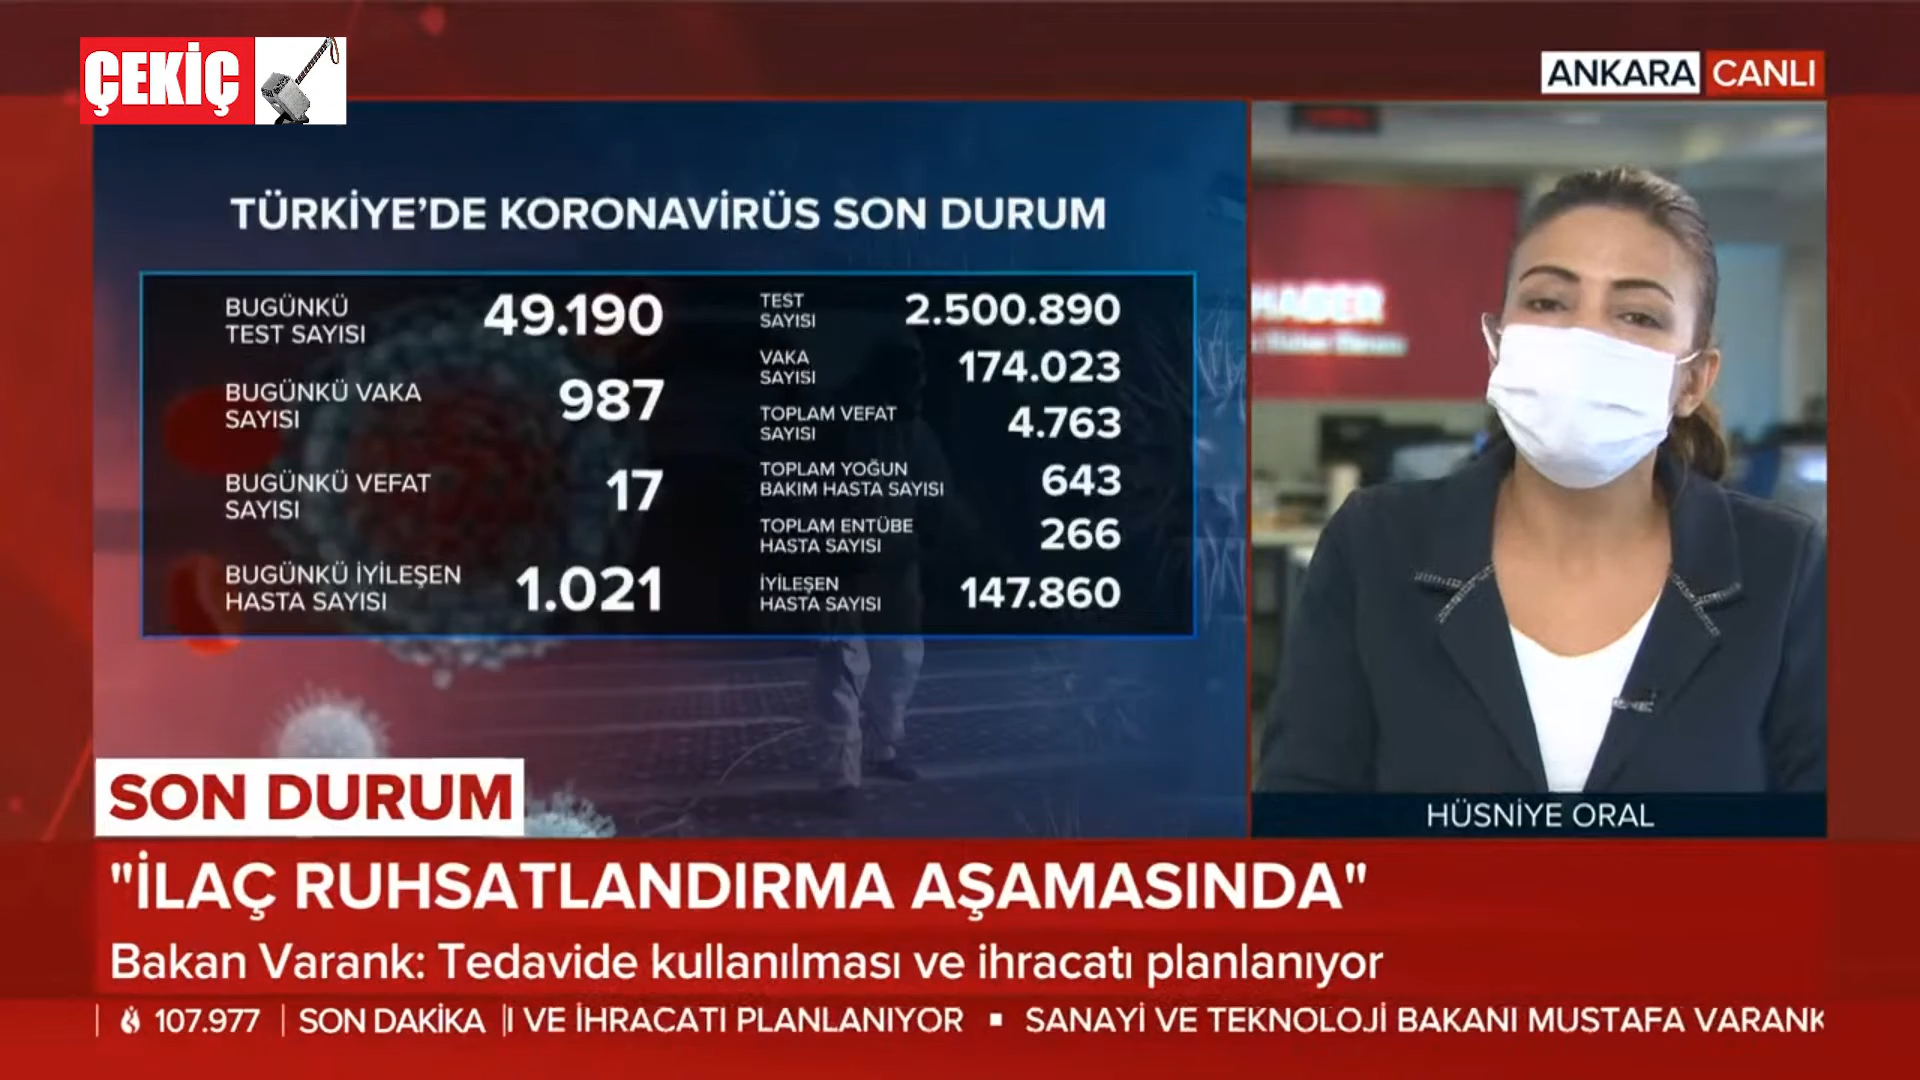 ÇEKİÇ
ANKARA CANLI
TÜRKİYE'DE KORONAVİRÜS SON DURUM
BUGÜNKÜ
TEST SAYISI
49.190
BUGÜNKÜ VAKA
SAYISI
987
BUGÜNKÜ VEFAT
SAYISI
17
BUGÜNKÜ İYİLEŞEN
HASTA SAYISI
1.021
TEST
SAYISI
2.500.890
VAKA
SAYISI
174.023
TOPLAM VEFAT
SAYISI
4.763
TOPLAM YOĞUN
BAKIM HASTA SAYISI
643
TOPLAM ENTÜBE
HASTA SAYISI
266
İYİLEŞEN
HASTA SAYISI
147.860
HABER
HÜSNİYE ORAL
SON DURUM
"İLAÇ RUHSATLANDIRMA AŞAMASINDA"
Bakan Varank: Tedavide kullanılması ve ihracatı planlanıyor
107.977 SON DAKİKA I VE İHRACATI PLANLANIYOR ▪ SANAYİ VE TEKNOLOJİ BAKANI MUSTAFA VARANK